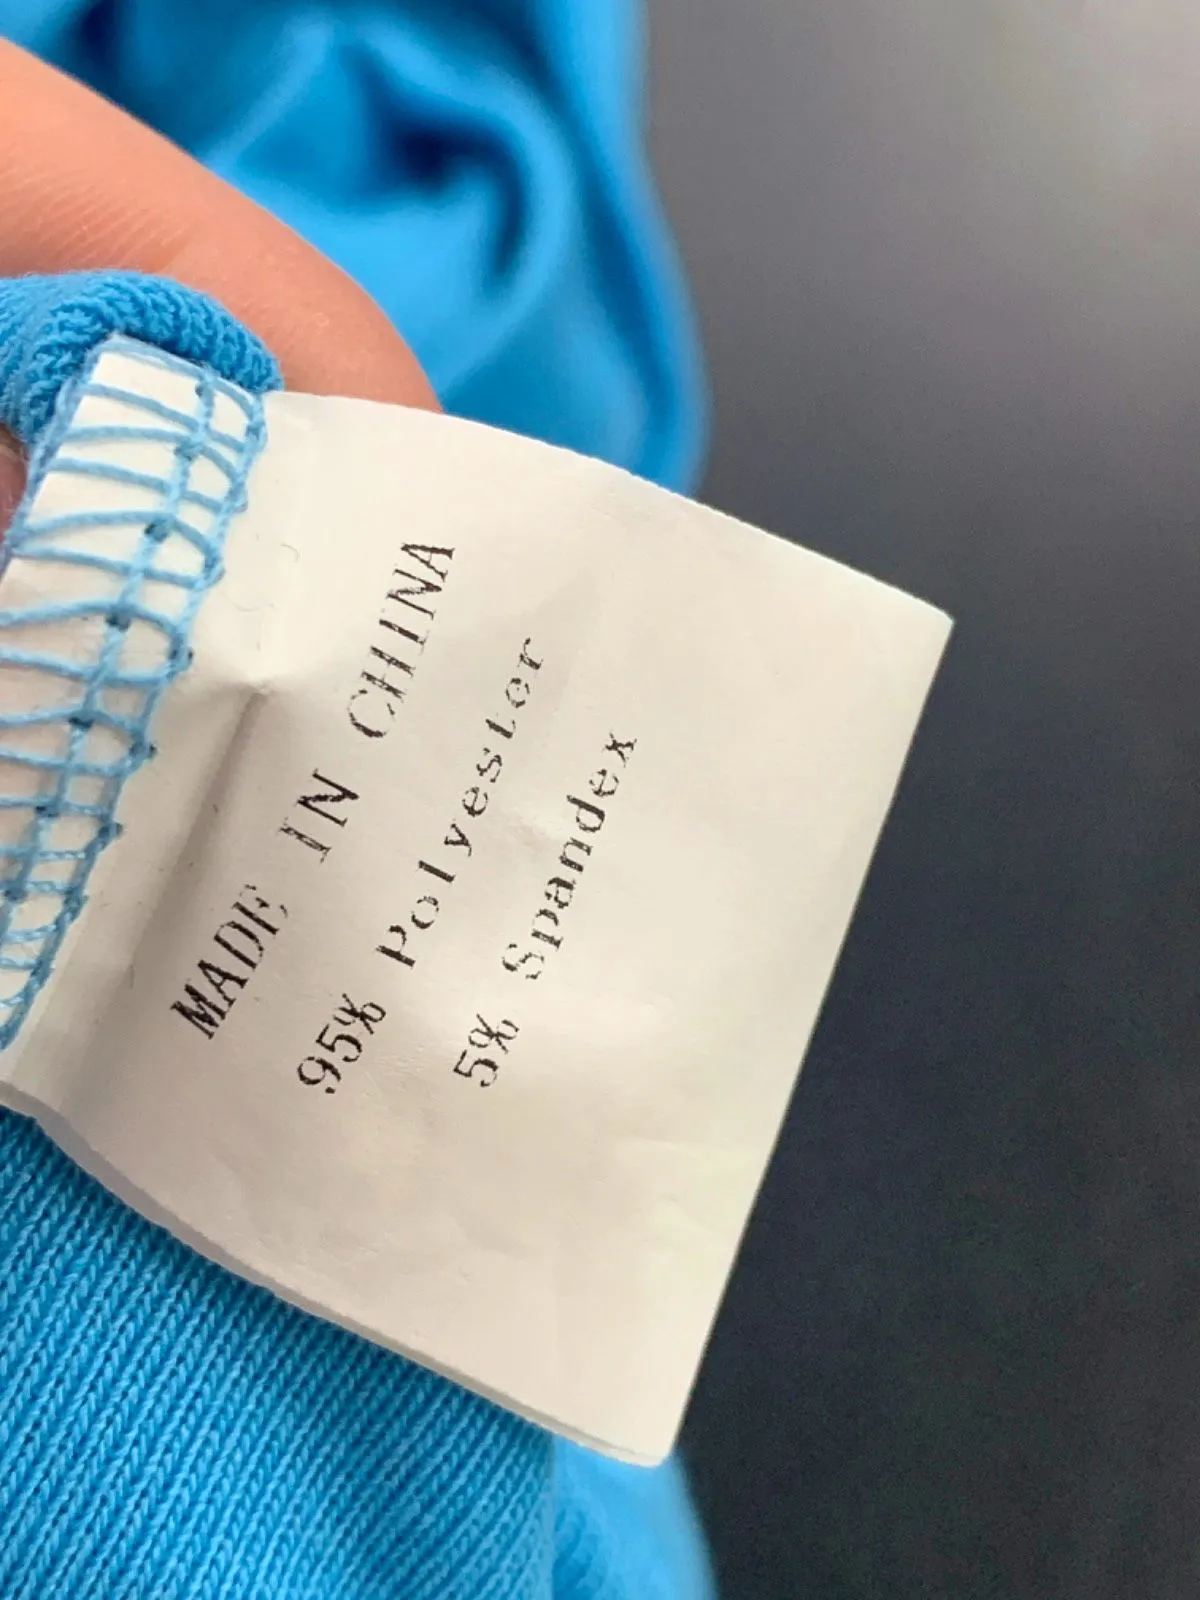 MADE IN CHINA
95% Polyester
5% Spandex